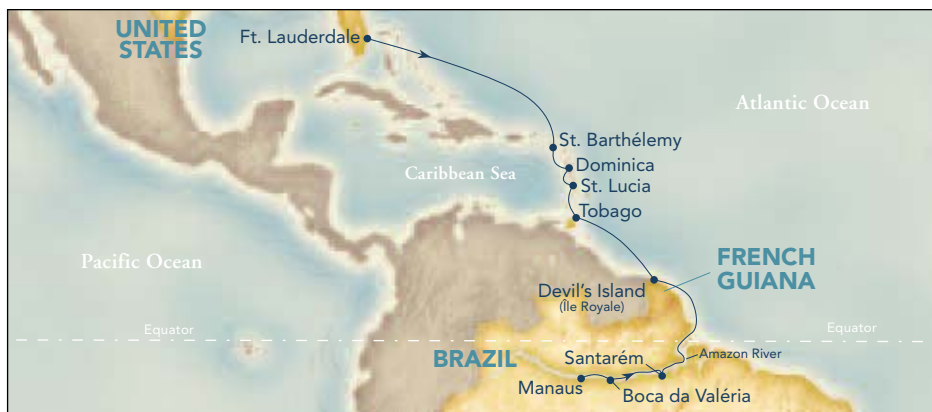 UNITED
STATES
Ft. Lauderdale
Atlantic Ocean
St. Barthélemy
Caribbean Sea
Dominica
St. Lucia
Tobago
Pacific Ocean
FRENCH
GUIANA
Devil's Island
(Île Royale)
Equator
Equator
BRAZIL
Santarém
Amazon River
Manaus
Boca da Valéria